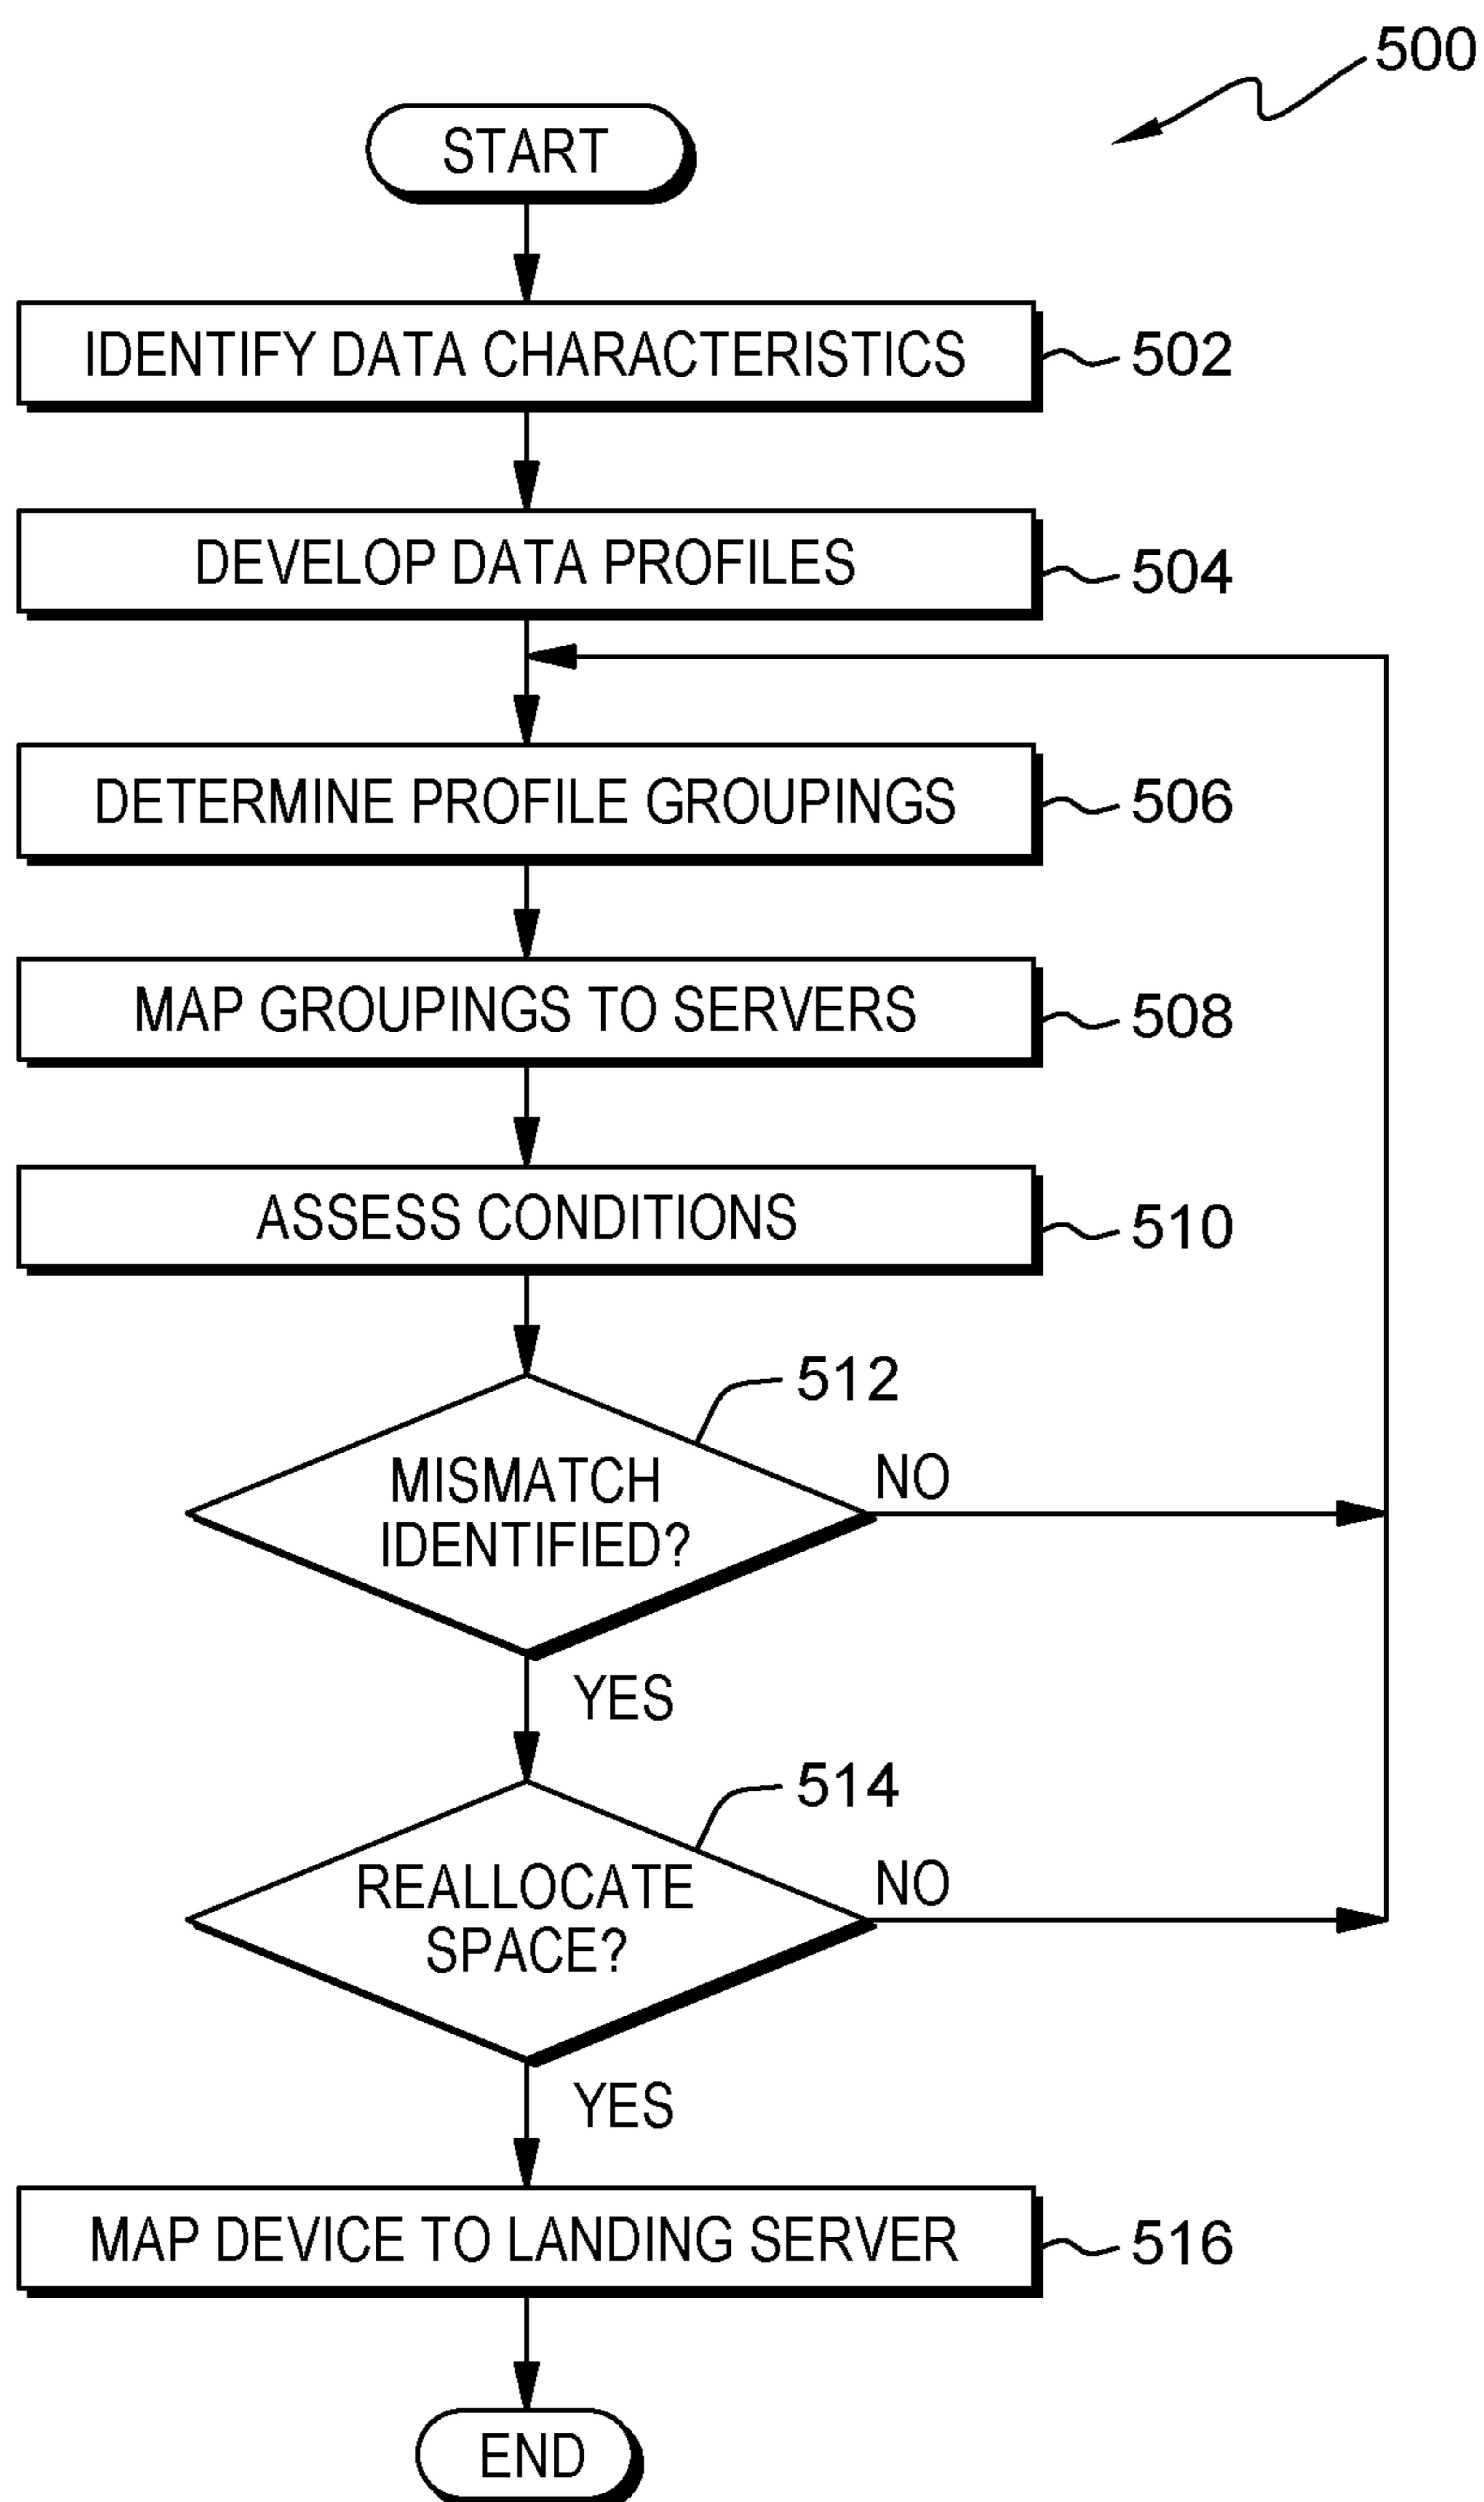 500
START
IDENTIFY DATA CHARACTERISTICS
502
DEVELOP DATA PROFILES
504
DETERMINE PROFILE GROUPINGS
506
MAP GROUPINGS TO SERVERS
508
ASSESS CONDITIONS
510
512
MISMATCH
IDENTIFIED?
NO
YES
514
REALLOCATE
SPACE?
NO
YES
MAP DEVICE TO LANDING SERVER
516
END